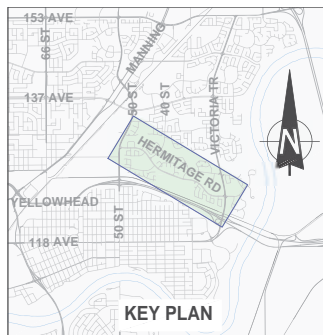 153 AVE
66 ST
MANNING
137 AVE
50 ST
40 ST
VICTORIA TR
N
HERMITAGE RD
YELLOWHEAD
50 ST
118 AVE
KEY PLAN